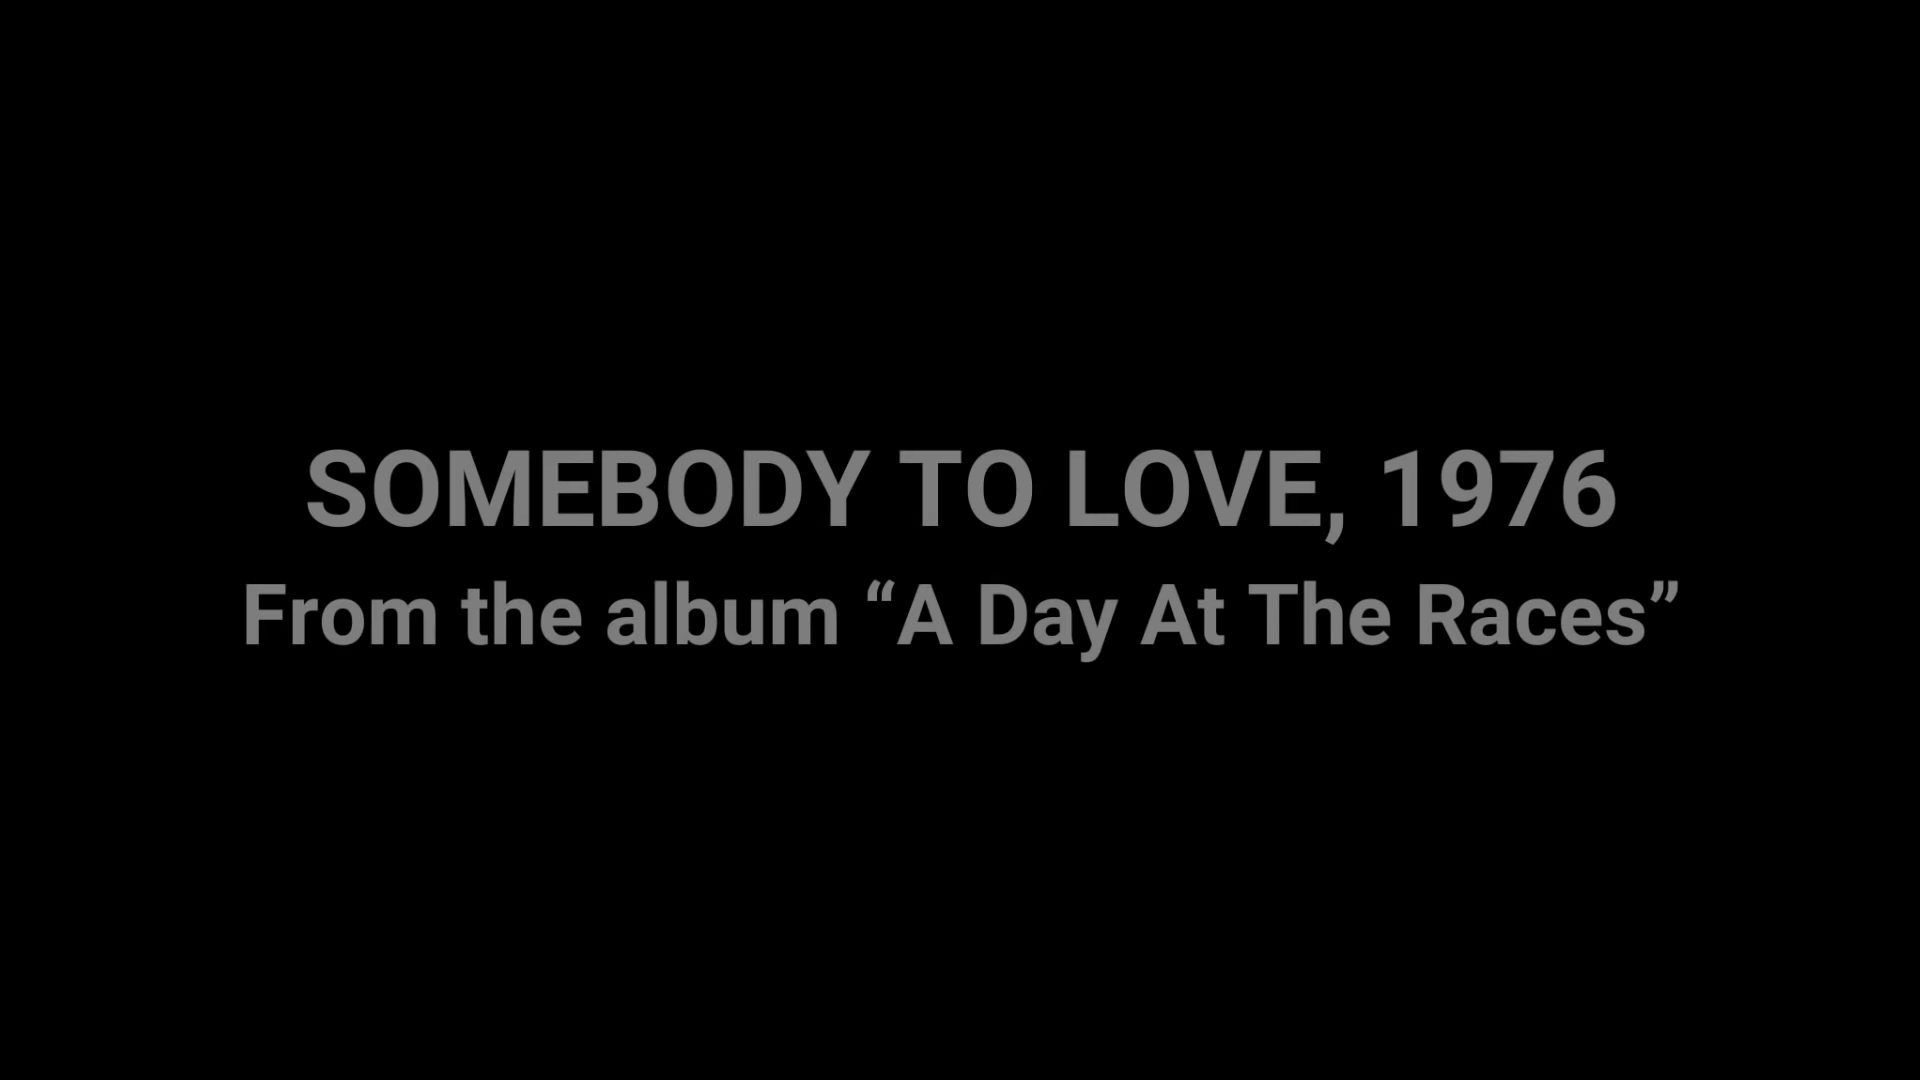 SOMEBODY TO LOVE, 1976
From the album “A Day At The Races”